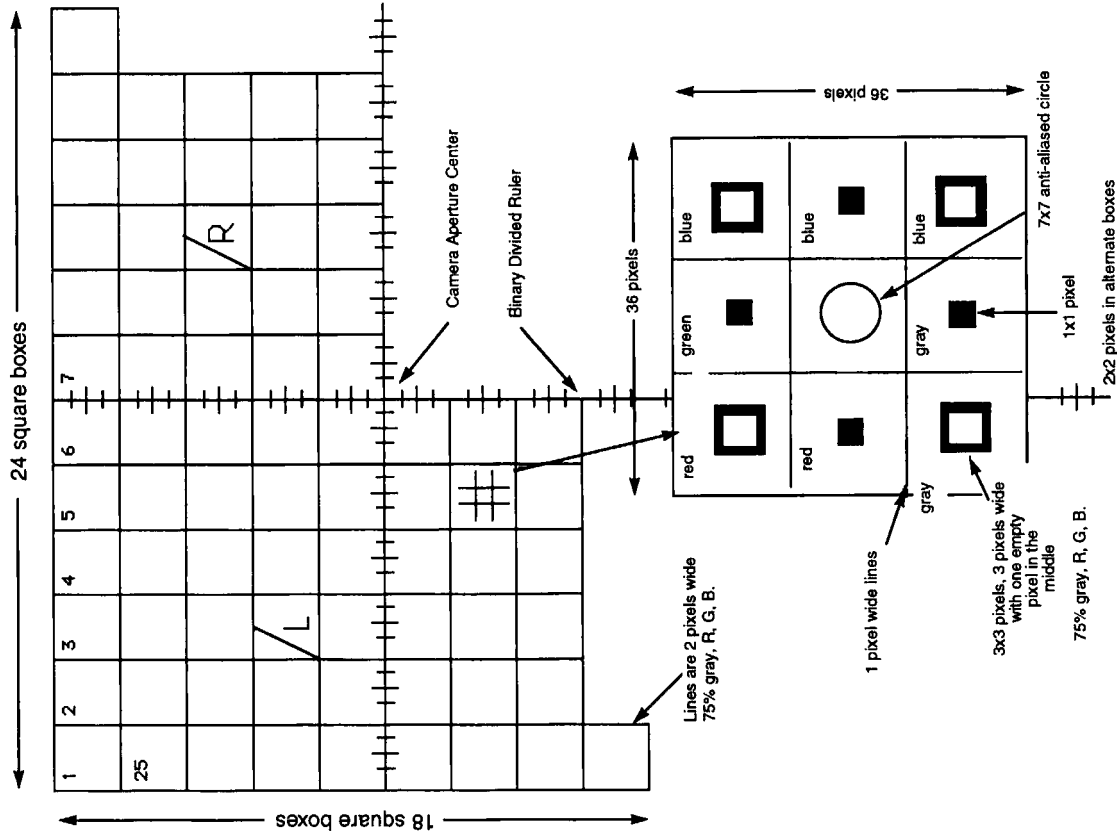 24 square boxes
18 square boxes
1
2
3
4
5
6
7
25
L
R
Camera Aperture Center
Binary Divided Ruler
Lines are 2 pixels wide
75% gray, R, G, B.
36 pixels
36 pixels
red
green
blue
red
blue
gray
gray
blue
1 pixel wide lines
7x7 anti-aliased circle
3x3 pixels, 3 pixels wide
with one empty
pixel in the
middle
75% gray, R, G, B.
1x1 pixel
2x2 pixels in alternate boxes